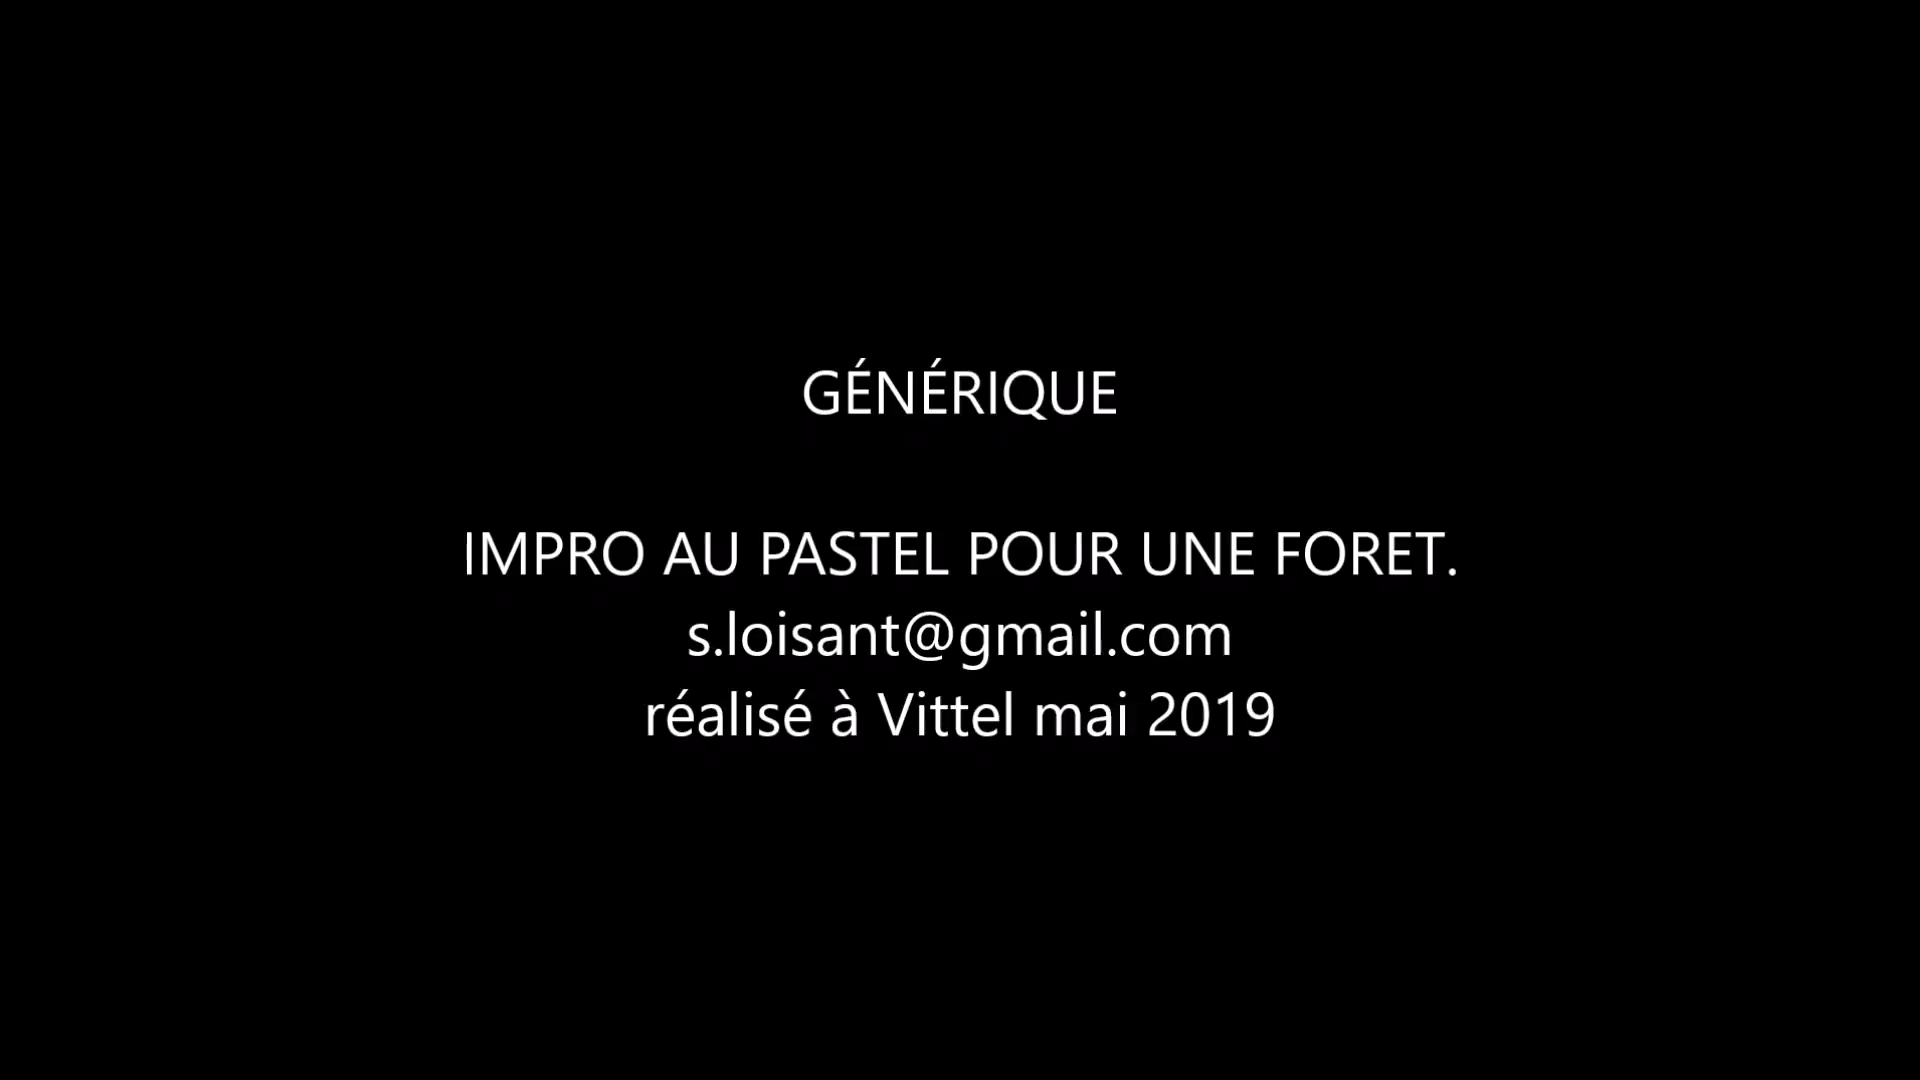 GÉNÉRIQUE
IMPRO AU PASTEL POUR UNE FORET.
s.loisant@gmail.com
réalisé à Vittel mai 2019